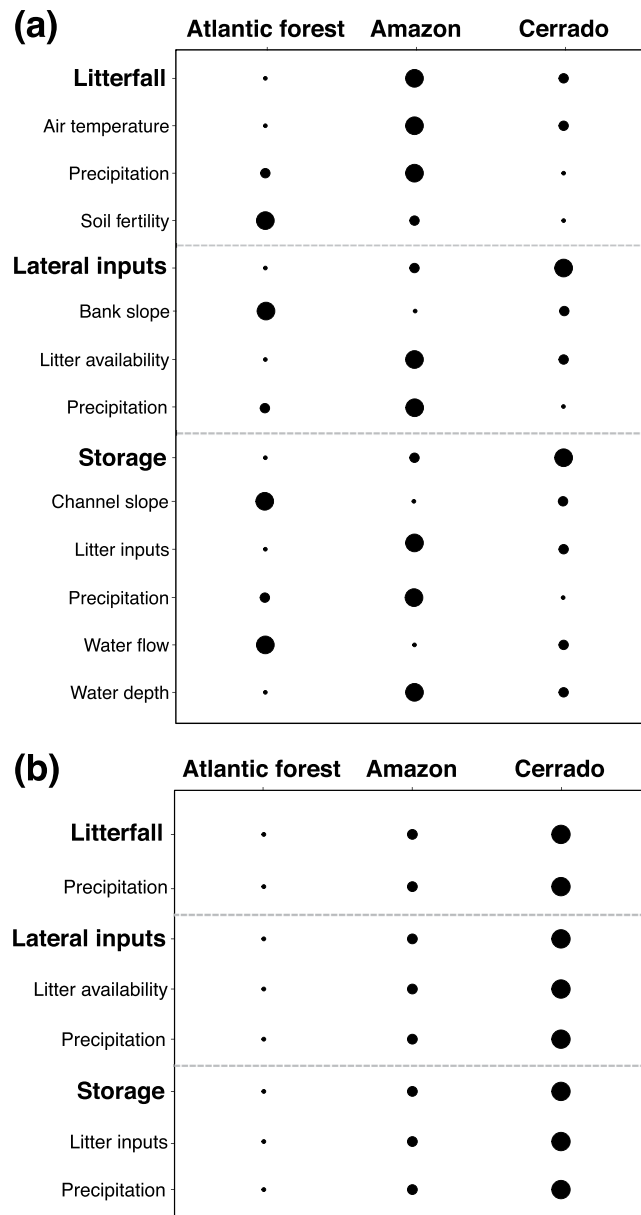 (a)
Atlantic forest Amazon Cerrado
Litterfall
Air temperature
Precipitation
Soil fertility
Lateral inputs
Bank slope
Litter availability
Precipitation
Storage
Channel slope
Litter inputs
Precipitation
Water flow
Water depth
(b)
Atlantic forest Amazon Cerrado
Litterfall
Precipitation
Lateral inputs
Litter availability
Precipitation
Storage
Litter inputs
Precipitation